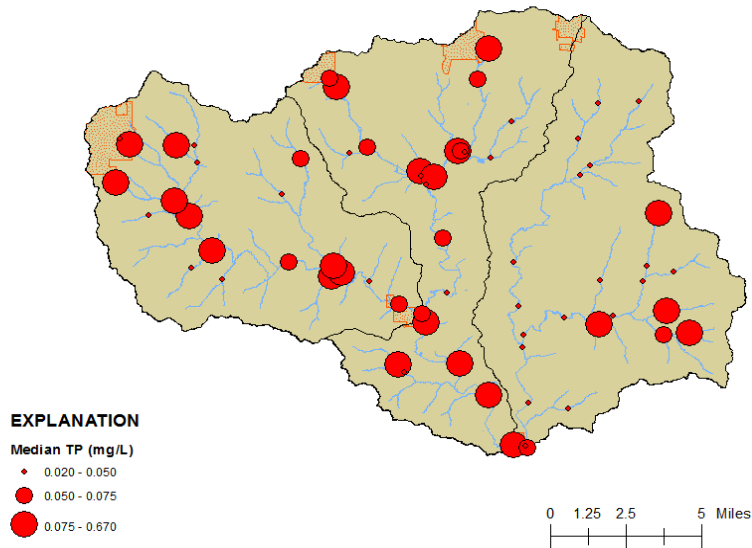 EXPLANATION
Median TP (mg/L)
0.020 - 0.050
0.050 - 0.075
0.075 - 0.670
0 1.25 2.5 5 Miles